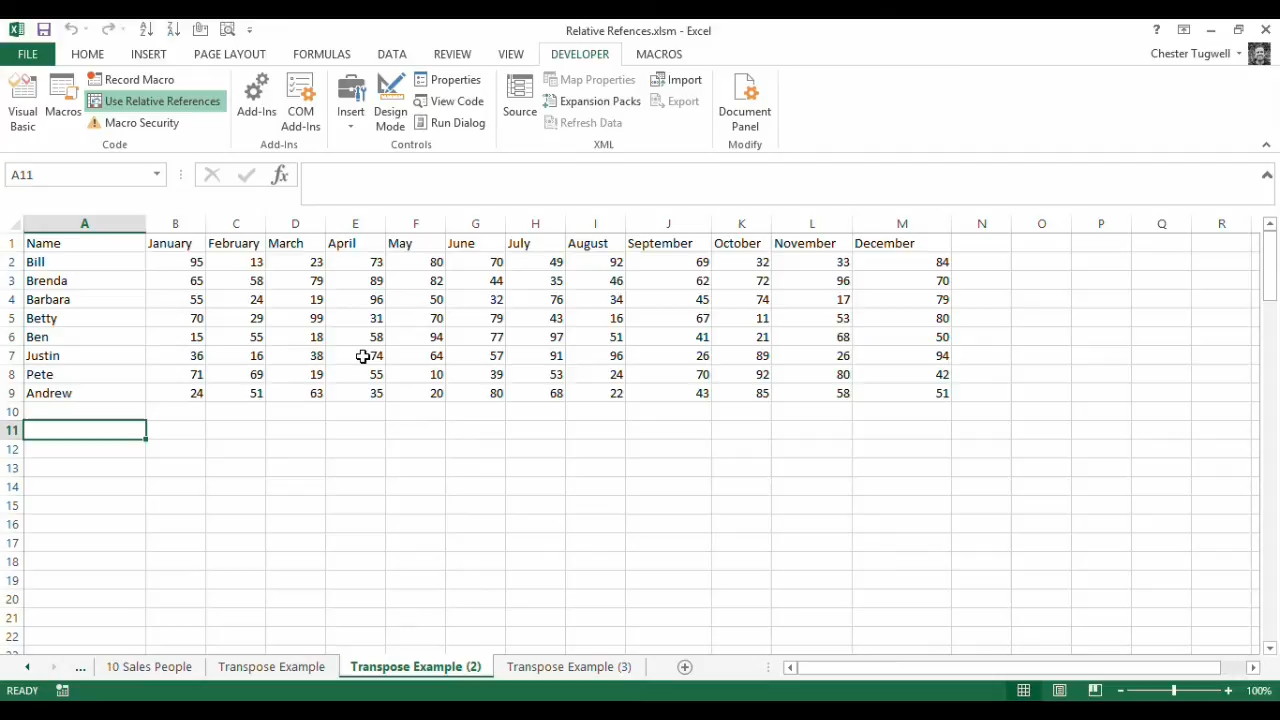 Relative Refences.xlsm - Excel
?
FILE HOME INSERT PAGE LAYOUT FORMULAS DATA REVIEW VIEW DEVELOPER MACROS Chester Tugwell
Visual Basic
Macros
Record Macro
Use Relative References
Macro Security
Code
Add-Ins
COM Add-Ins
Add-Ins
Insert
Design Mode
Properties
View Code
Run Dialog
Controls
Source
Map Properties
Expansion Packs
Refresh Data
Import
Export
XML
Document Panel
Modify
A11 fx
A B C D E F G H I J K L M N O P Q R
1 Name January February March April May June July August September October November December
2 Bill 95 13 23 73 80 70 49 92 69 32 33 84
3 Brenda 65 58 79 89 82 44 35 46 62 72 96 70
4 Barbara 55 24 19 96 50 32 76 34 45 74 17 79
5 Betty 70 29 99 31 70 79 43 16 67 11 53 80
6 Ben 15 55 18 58 94 77 97 51 41 21 68 50
7 Justin 36 16 38 74 64 57 91 96 26 89 26 94
8 Pete 71 69 19 55 10 39 53 24 70 92 80 42
9 Andrew 24 51 63 35 20 80 68 22 43 85 58 51
10
11
12
13
14
15
16
17
18
19
20
21
22
... 10 Sales People Transpose Example Transpose Example (2) Transpose Example (3)
READY 100%